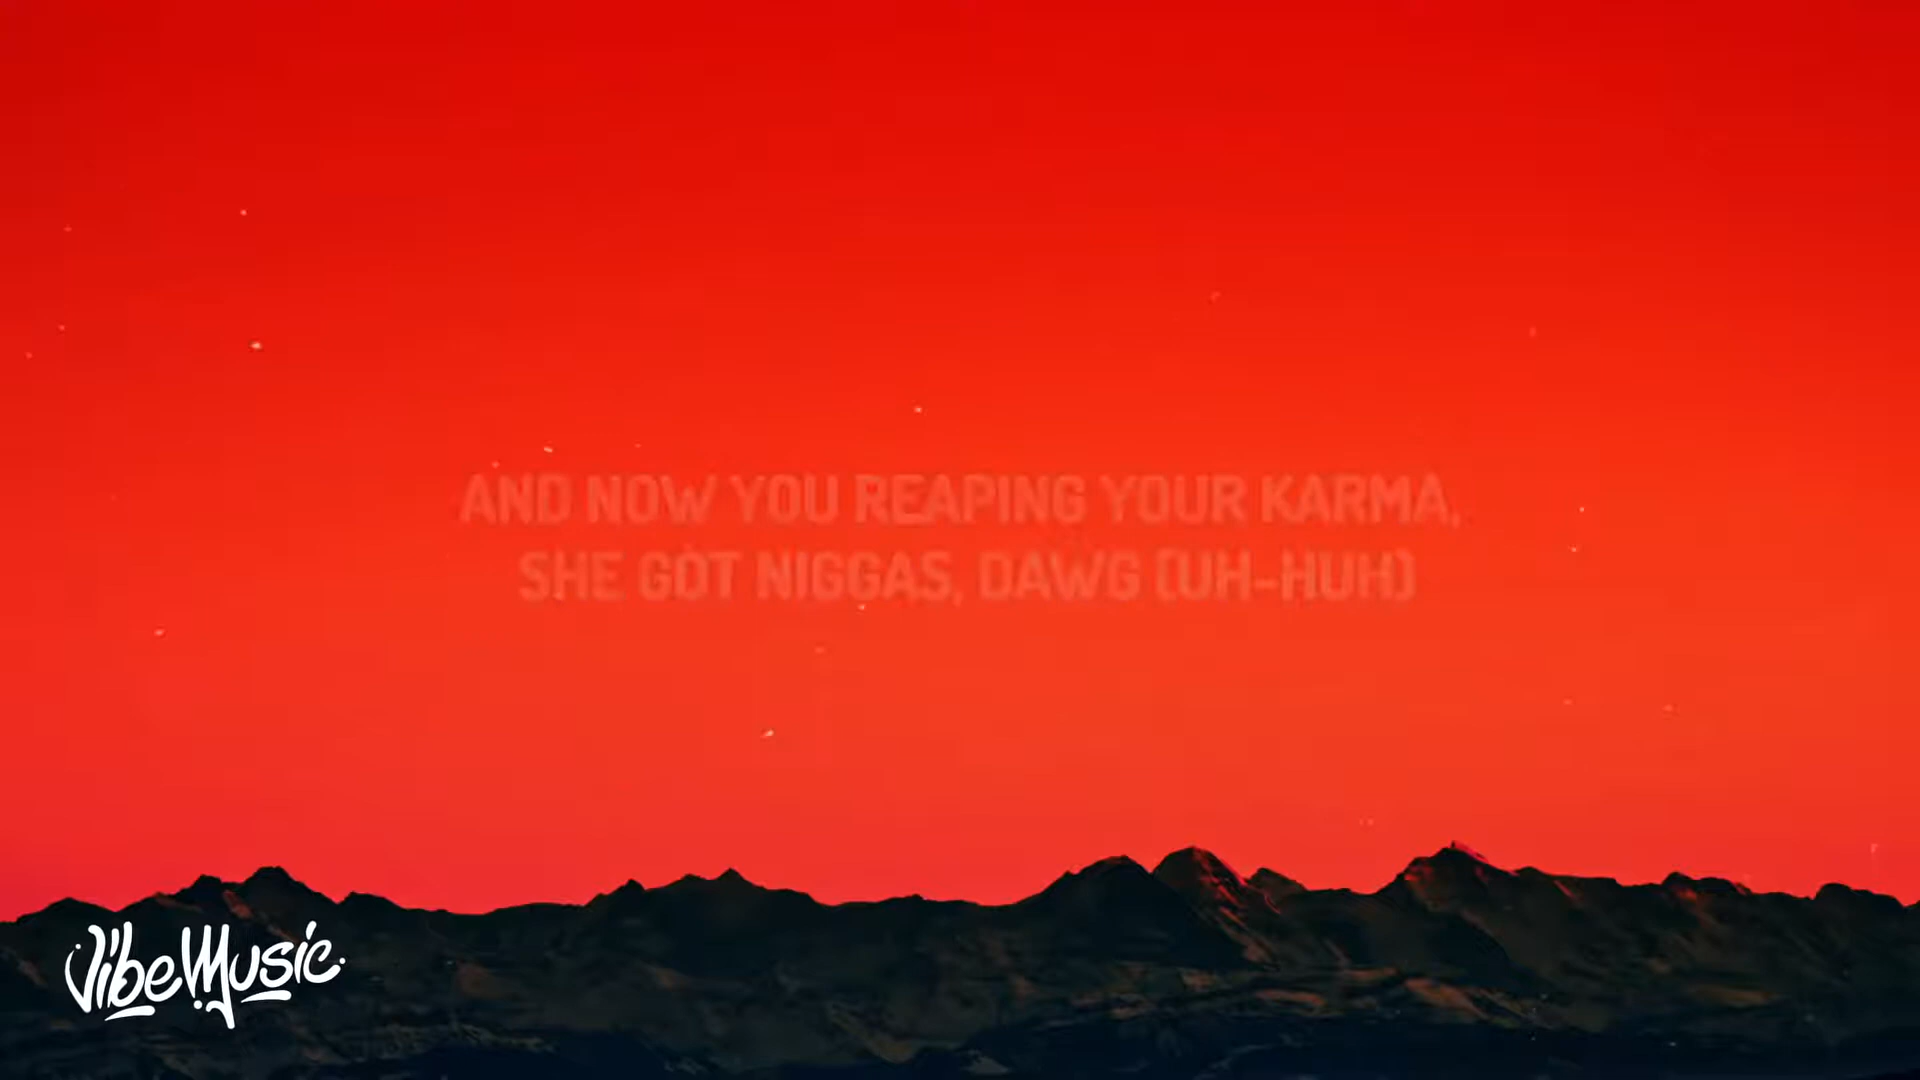 AND NOW YOU REAPING YOUR KARMA,
SHE GOT NIGGAS, DAWG (UH-HUH)
VibeMusic.